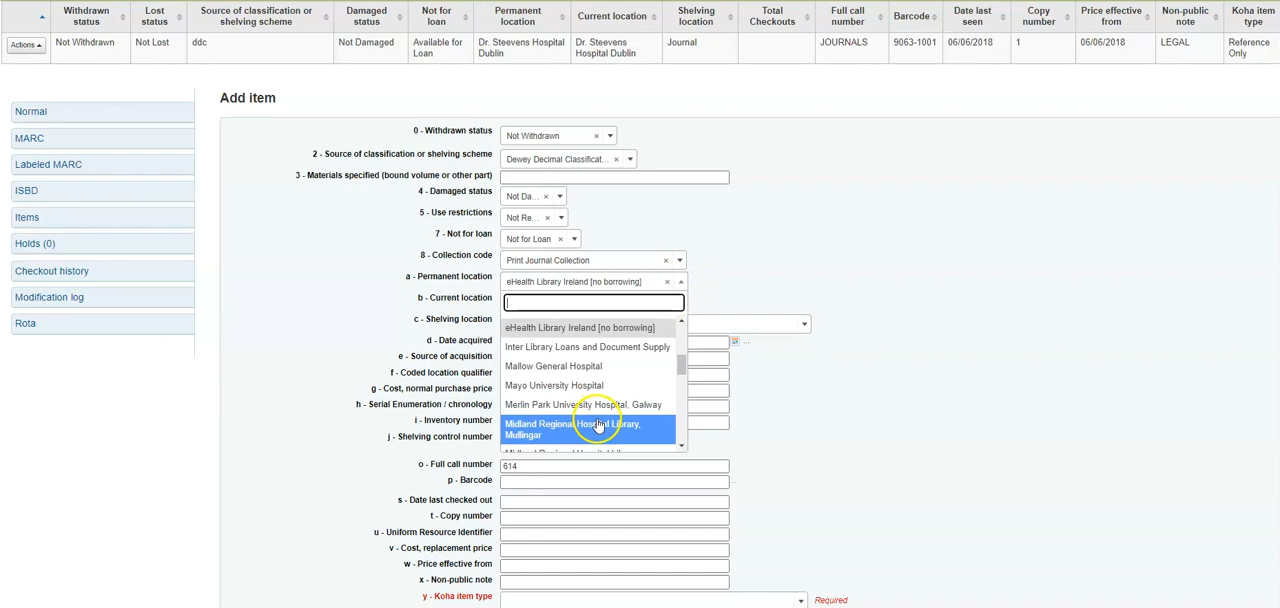 Withdrawn status
Lost status
Source of classification or shelving scheme
Damaged status
Not for loan
Permanent location
Current location
Shelving location
Total Checkouts
Full call number
Barcode
Date last seen
Copy number
Price effective from
Non-public note
Koha item type
Actions
Not Withdrawn
Not Lost
ddc
Not Damaged
Available for Loan
Dr. Steevens Hospital Dublin
Dr. Steevens Hospital Dublin
Journal
JOURNALS
9063-1001
06/06/2018
1
06/06/2018
LEGAL
Reference Only
Normal
MARC
Labeled MARC
ISBD
Items
Holds (0)
Checkout history
Modification log
Rota
Add item
0 - Withdrawn status Not Withdrawn ×
2 - Source of classification or shelving scheme Dewey Decimal Classificat... ×
3 - Materials specified (bound volume or other part)
4 - Damaged status Not Da... ×
5 - Use restrictions Not Re... ×
7 - Not for loan Not for Loan ×
8 - Collection code Print Journal Collection ×
a - Permanent location eHealth Library Ireland [no borrowing] ×
b - Current location
c - Shelving location
d - Date acquired ...
e - Source of acquisition
f - Coded location qualifier
g - Cost, normal purchase price
h - Serial Enumeration / chronology
i - Inventory number
j - Shelving control number
eHealth Library Ireland [no borrowing]
Inter Library Loans and Document Supply
Mallow General Hospital
Mayo University Hospital
Merlin Park University Hospital, Galway
Midland Regional Hospital Library,
Mullingar
o - Full call number 614
p - Barcode
s - Date last checked out
t - Copy number
u - Uniform Resource Identifier
v - Cost, replacement price
w - Price effective from
x - Non-public note
y - Koha item type Required